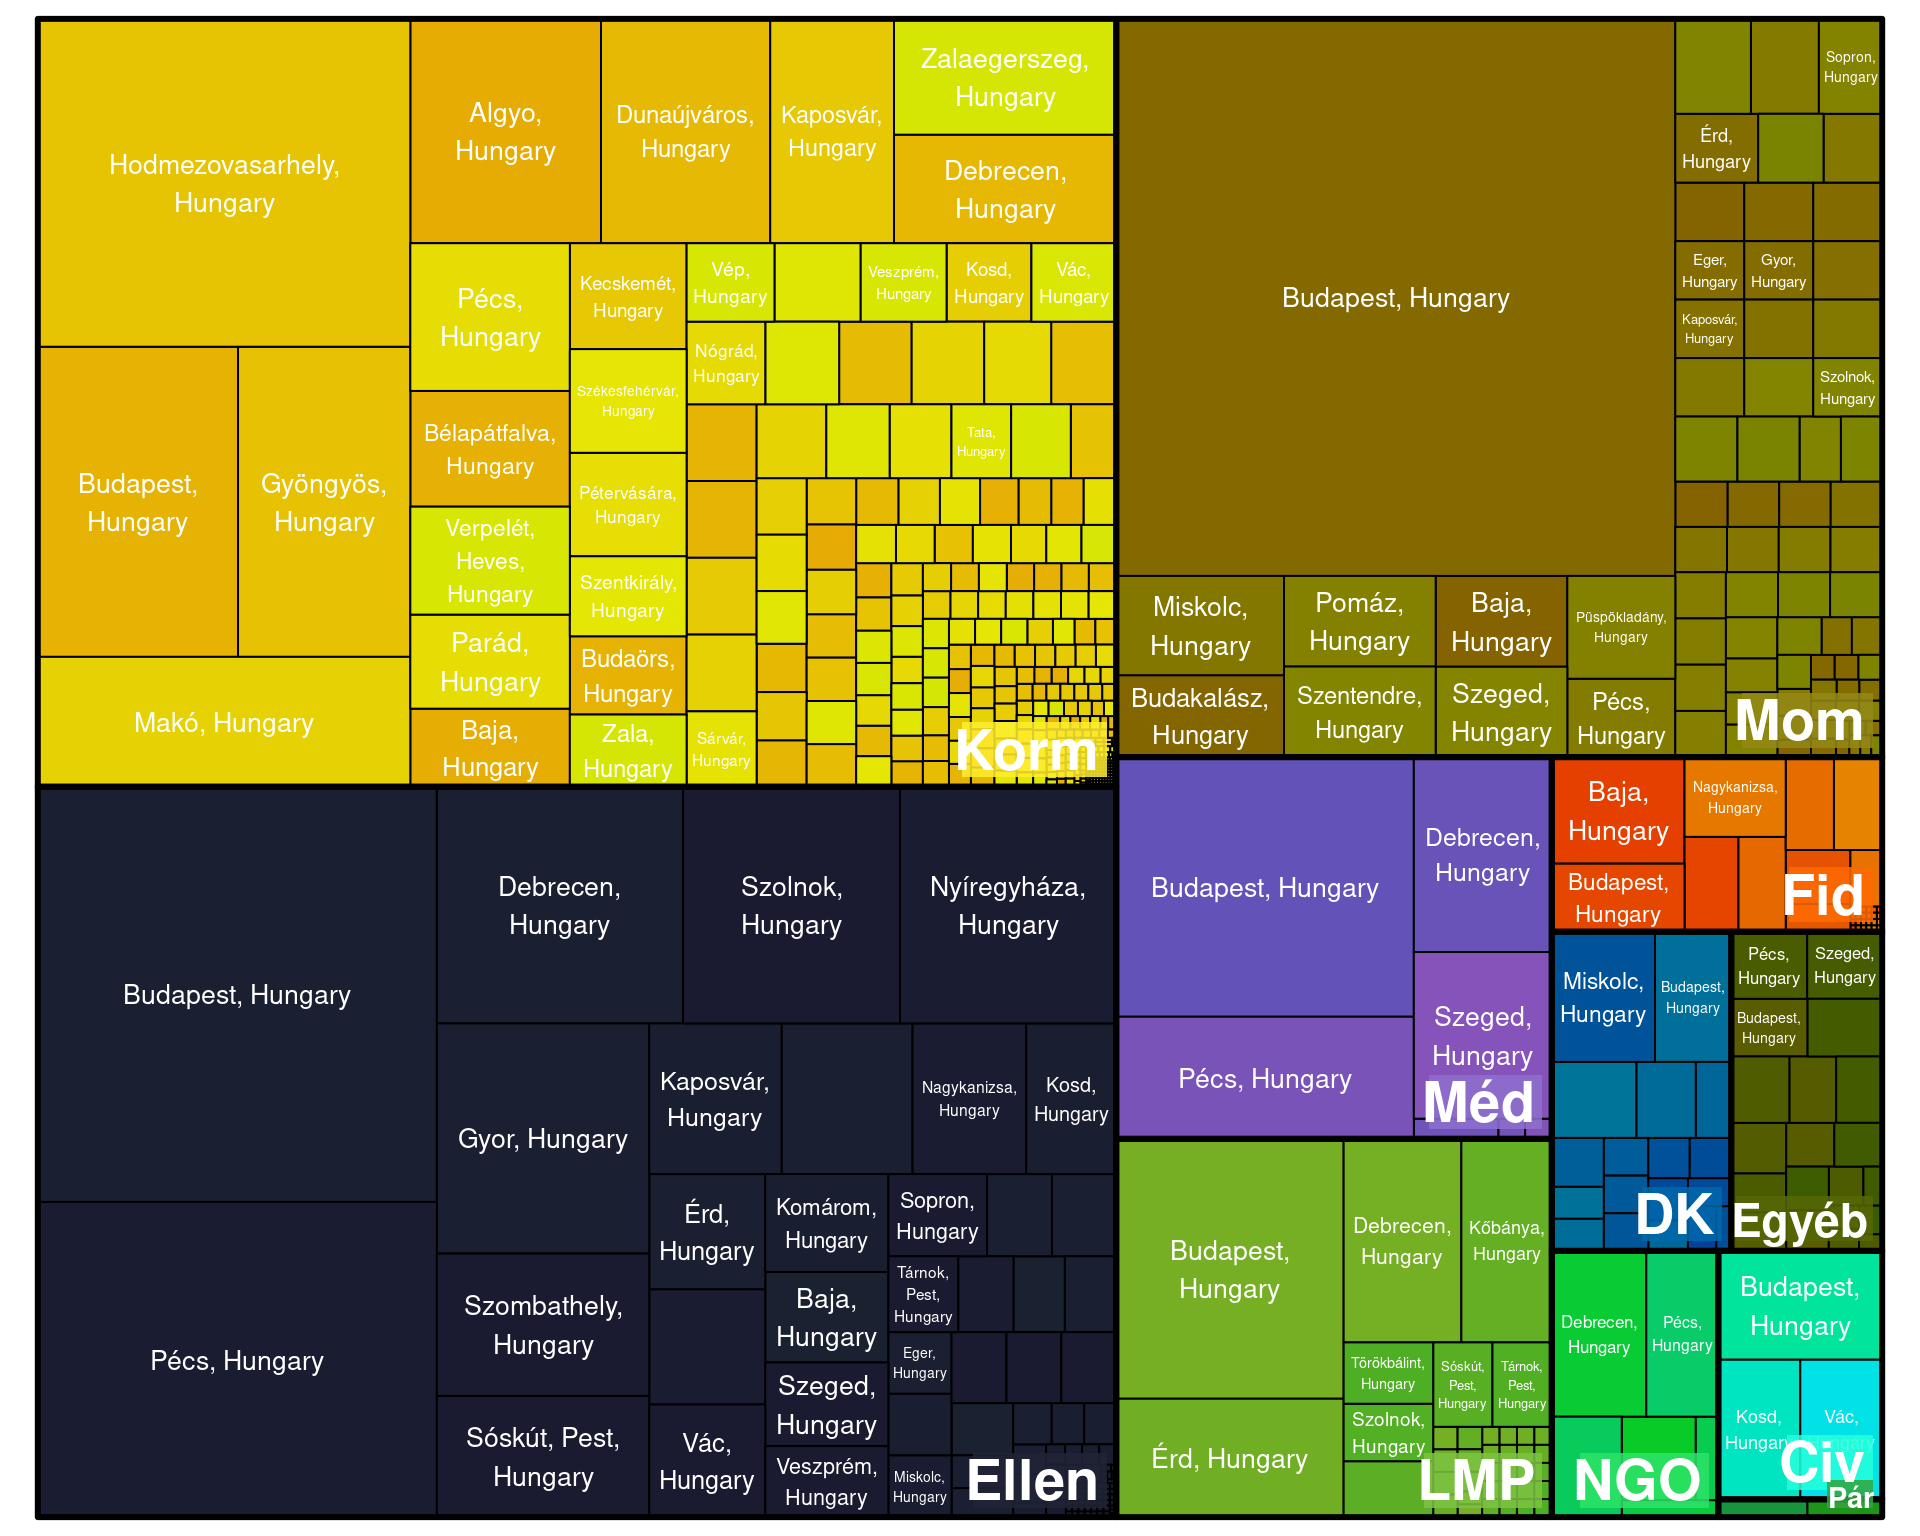 Hodmezovasarhely,
Hungary
Budapest,
Hungary
Gyöngyös,
Hungary
Makó, Hungary
Algyo,
Hungary
Dunaújváros,
Hungary
Kaposvár,
Hungary
Zalaegerszeg,
Hungary
Debrecen,
Hungary
Pécs,
Hungary
Bélapátfalva,
Hungary
Verpelét,
Heves,
Hungary
Parád,
Hungary
Baja,
Hungary
Kecskemét,
Hungary
Székesfehérvár,
Hungary
Pétervására,
Hungary
Szentkirály,
Hungary
Budaörs,
Hungary
Zala,
Hungary
Vép,
Hungary
Veszprém,
Hungary
Kosd,
Hungary
Vác,
Hungary
Nógrád,
Hungary
Tata,
Hungary
Sárvár,
Hungary
Korm
Budapest, Hungary
Miskolc,
Hungary
Budakalász,
Hungary
Pomáz,
Hungary
Szentendre,
Hungary
Baja,
Hungary
Szeged,
Hungary
Püspökladány,
Hungary
Pécs,
Hungary
Sopron,
Hungary
Érd,
Hungary
Eger,
Hungary
Gyor,
Hungary
Kaposvár,
Hungary
Szolnok,
Hungary
Mom
Budapest, Hungary
Pécs, Hungary
Debrecen,
Hungary
Szolnok,
Hungary
Nyíregyháza,
Hungary
Gyor, Hungary
Szombathely,
Hungary
Sóskút, Pest,
Hungary
Kaposvár,
Hungary
Nagykanizsa,
Hungary
Kosd,
Hungary
Érd,
Hungary
Vác,
Hungary
Komárom,
Hungary
Baja,
Hungary
Szeged,
Hungary
Veszprém,
Hungary
Sopron,
Hungary
Tárnok,
Pest,
Hungary
Eger,
Hungary
Miskolc,
Hungary
Ellen
Budapest, Hungary
Pécs, Hungary
Debrecen,
Hungary
Szeged,
Hungary
Méd
Baja,
Hungary
Budapest,
Hungary
Nagykanizsa,
Hungary
Fid
Miskolc,
Hungary
Budapest,
Hungary
DK
Pécs,
Hungary
Szeged,
Hungary
Budapest,
Hungary
Egyéb
Budapest,
Hungary
Érd, Hungary
Debrecen,
Hungary
Kőbánya,
Hungary
Törökbálint,
Hungary
Szolnok,
Hungary
Sóskút,
Pest,
Hungary
Tárnok,
Pest,
Hungary
LMP
Debrecen,
Hungary
Pécs,
Hungary
NGO
Budapest,
Hungary
Kosd,
Hungary
Vác,
Hungary
Civ
Pár